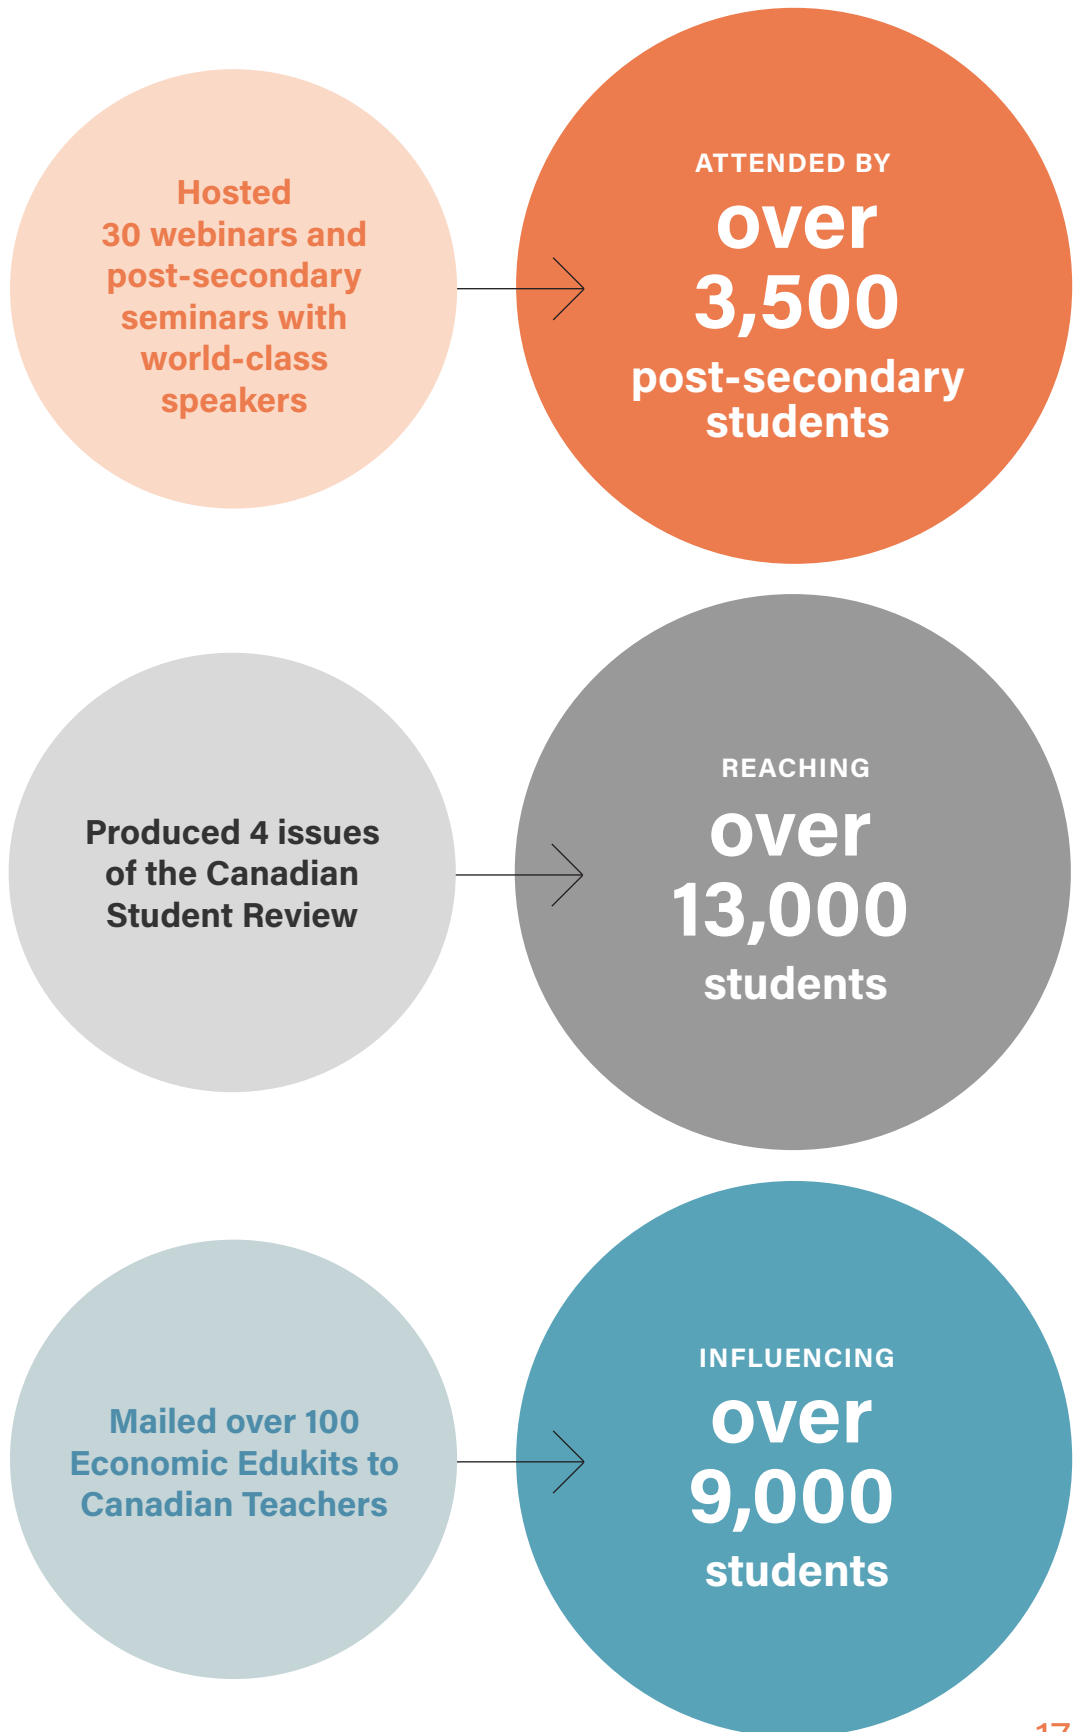 Hosted
30 webinars and
post-secondary
seminars with
world-class
speakers
ATTENDED BY
over
3,500
post-secondary
students
Produced 4 issues
of the Canadian
Student Review
REACHING
over
13,000
students
Mailed over 100
Economic Edukits to
Canadian Teachers
INFLUENCING
over
9,000
students
17